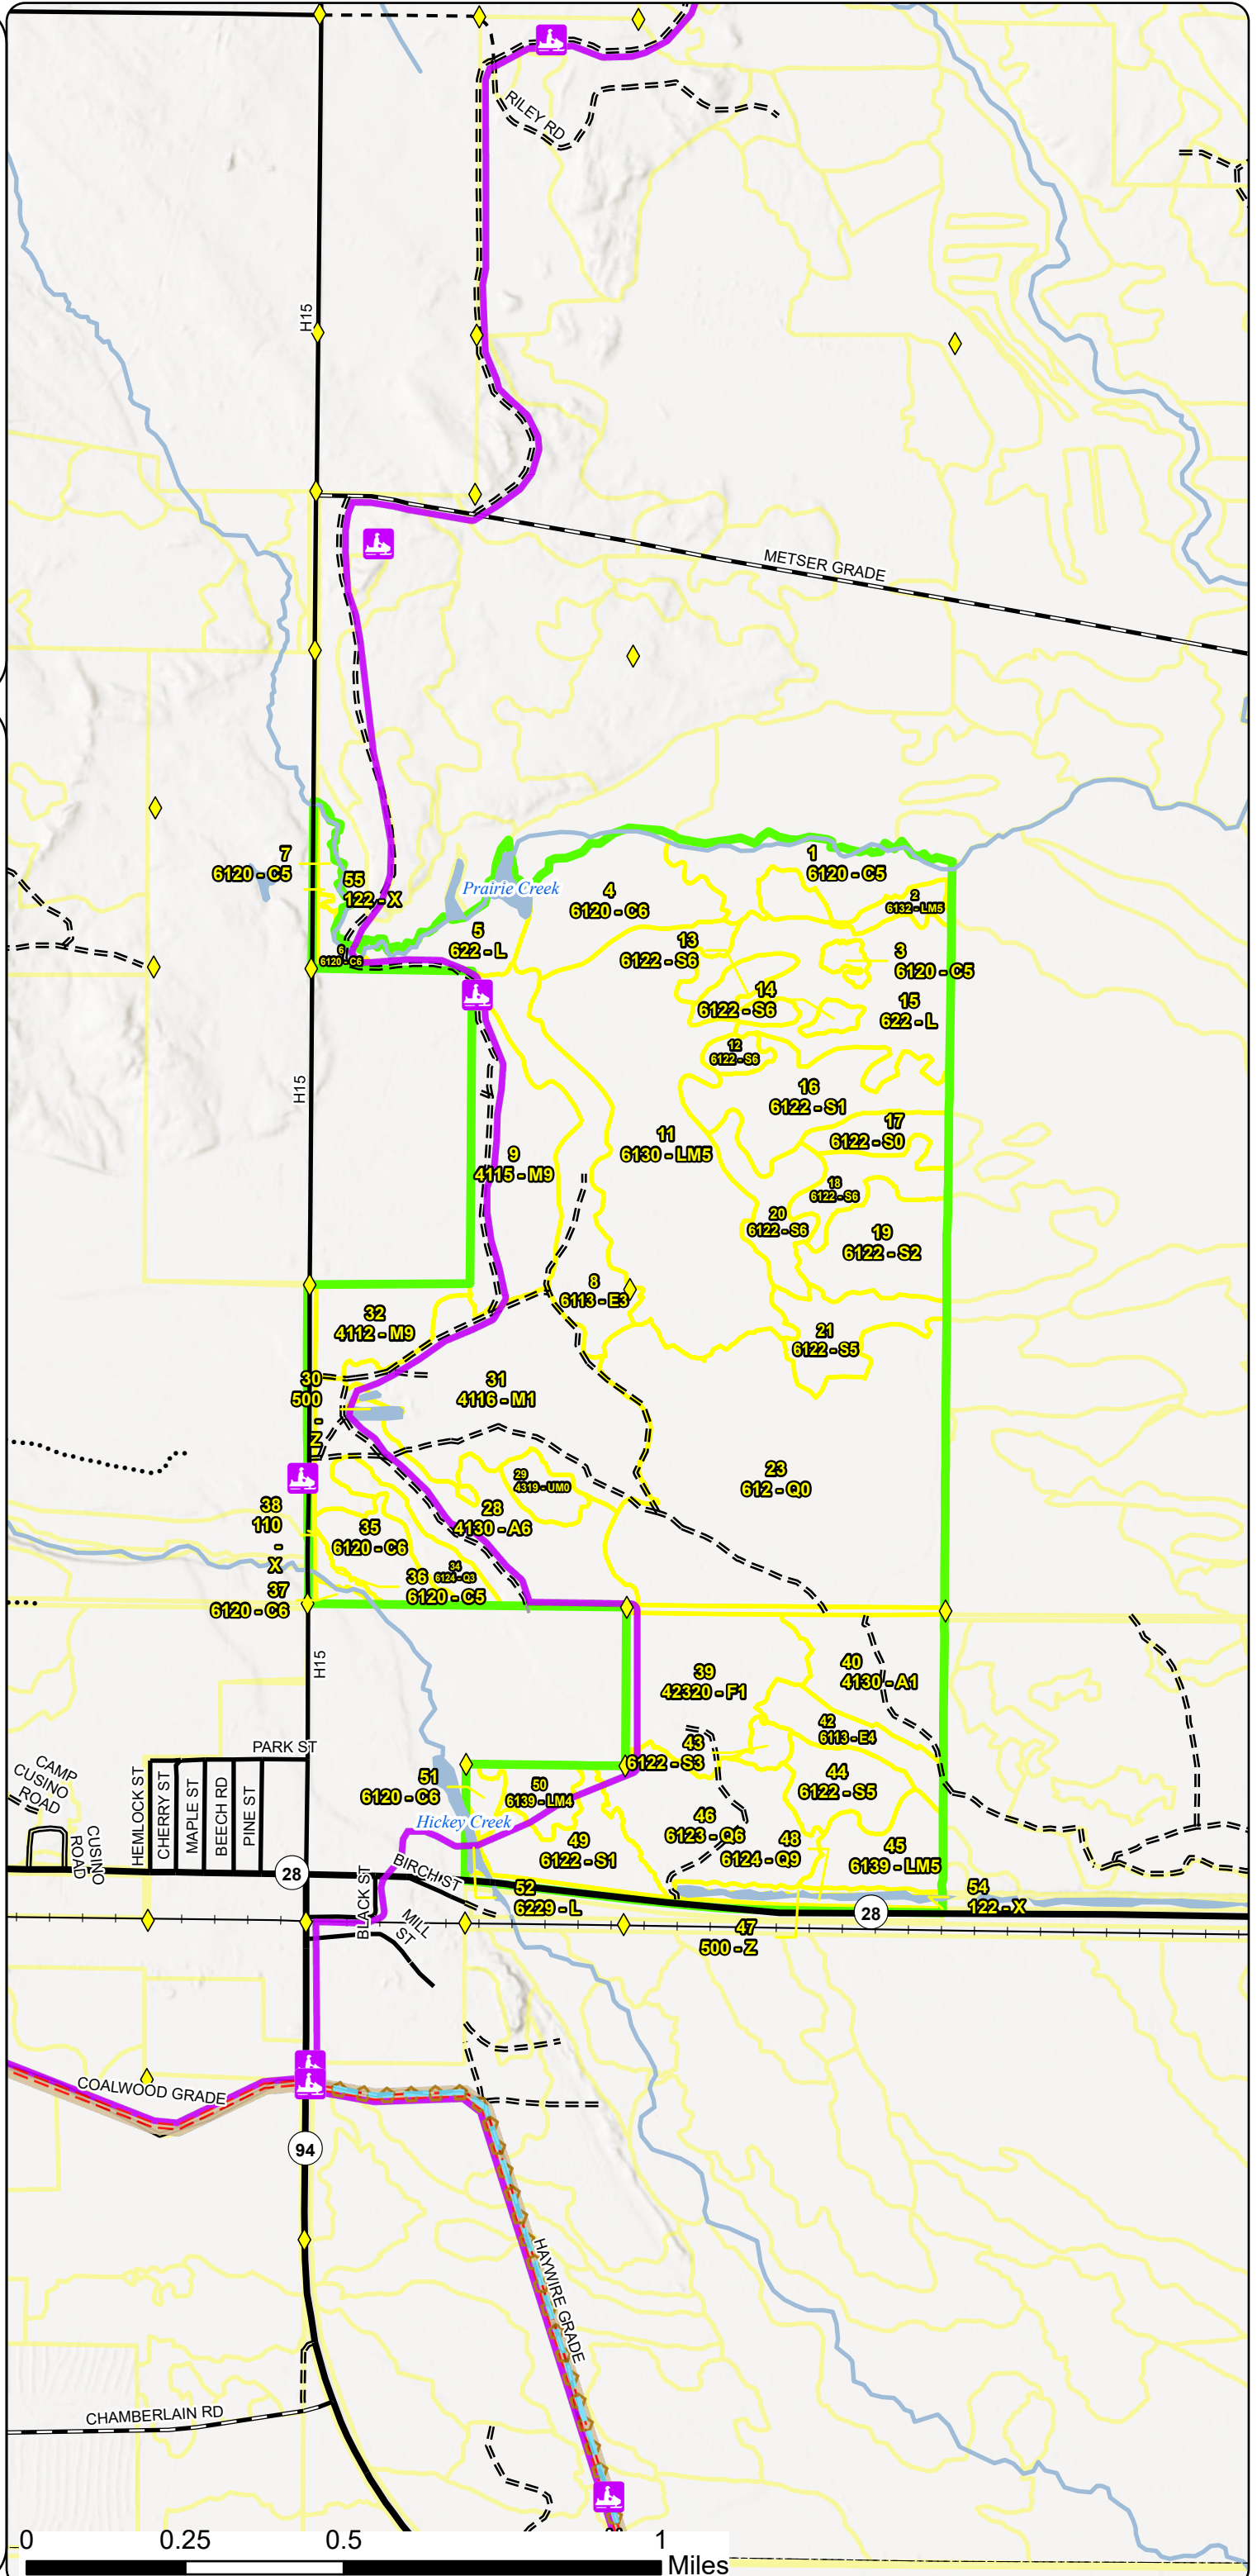 RILEY RD
H15
METSER GRADE
7
6120 - C5
55
122 - X
Prairie Creek
4
6120 - C6
1
6120 - C5
2
6132 - LM5
5
622 - L
6
6120 - C6
13
6122 - S6
3
6120 - C5
14
6122 - S6
15
622 - L
12
6122 - S6
H15
16
6122 - S1
17
6122 - S0
11
6130 - LM5
9
4115 - M9
18
6122 - S6
20
6122 - S6
19
6122 - S2
8
6113 - E3
32
4112 - M9
21
6122 - S5
30
500
-
Z
31
4116 - M1
29
4319 - UM0
23
612 - Q0
28
4130 - A6
38
110
-
X
35
6120 - C6
34
6124 - Q3
36
6120 - C5
37
6120 - C6
H15
39
42320 - F1
40
4130 - A1
42
6113 - E4
43
6122 - S3
44
6122 - S5
PARK ST
CAMP
CUSINO
ROAD
HEMLOCK ST
CHERRY ST
MAPLE ST
BEECH RD
PINE ST
CUSINO
ROAD
51
6120 - C6
50
6139 - LM4
Hickey Creek
49
6122 - S1
46
6123 - Q6
48
6124 - Q9
45
6139 - LM5
28
BIRCH ST
BLACK ST
MILL
ST
52
6229 - L
54
122 - X
28
47
500 - Z
COALWOOD GRADE
94
HAYWIRE GRADE
CHAMBERLAIN RD
0 0.25 0.5 1
Miles